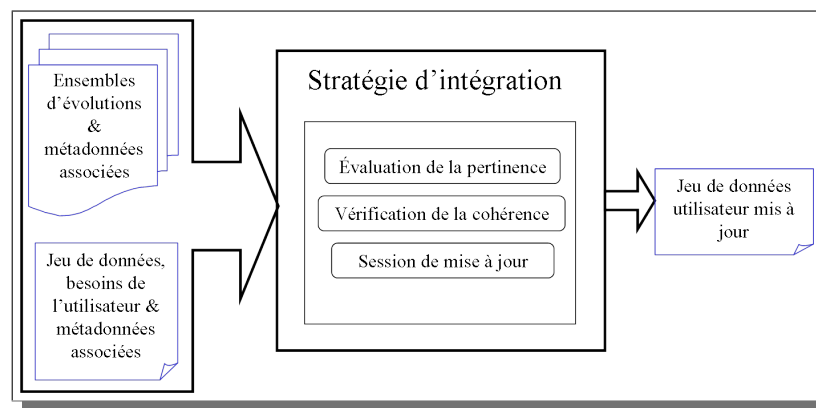 Ensembles
d’évolutions
&
métadonnées
associées
Jeu de données,
besoins de
l’utilisateur &
métadonnées
associées
Stratégie d’intégration
Évaluation de la pertinence
Vérification de la cohérence
Session de mise à jour
Jeu de données
utilisateur mis à
jour